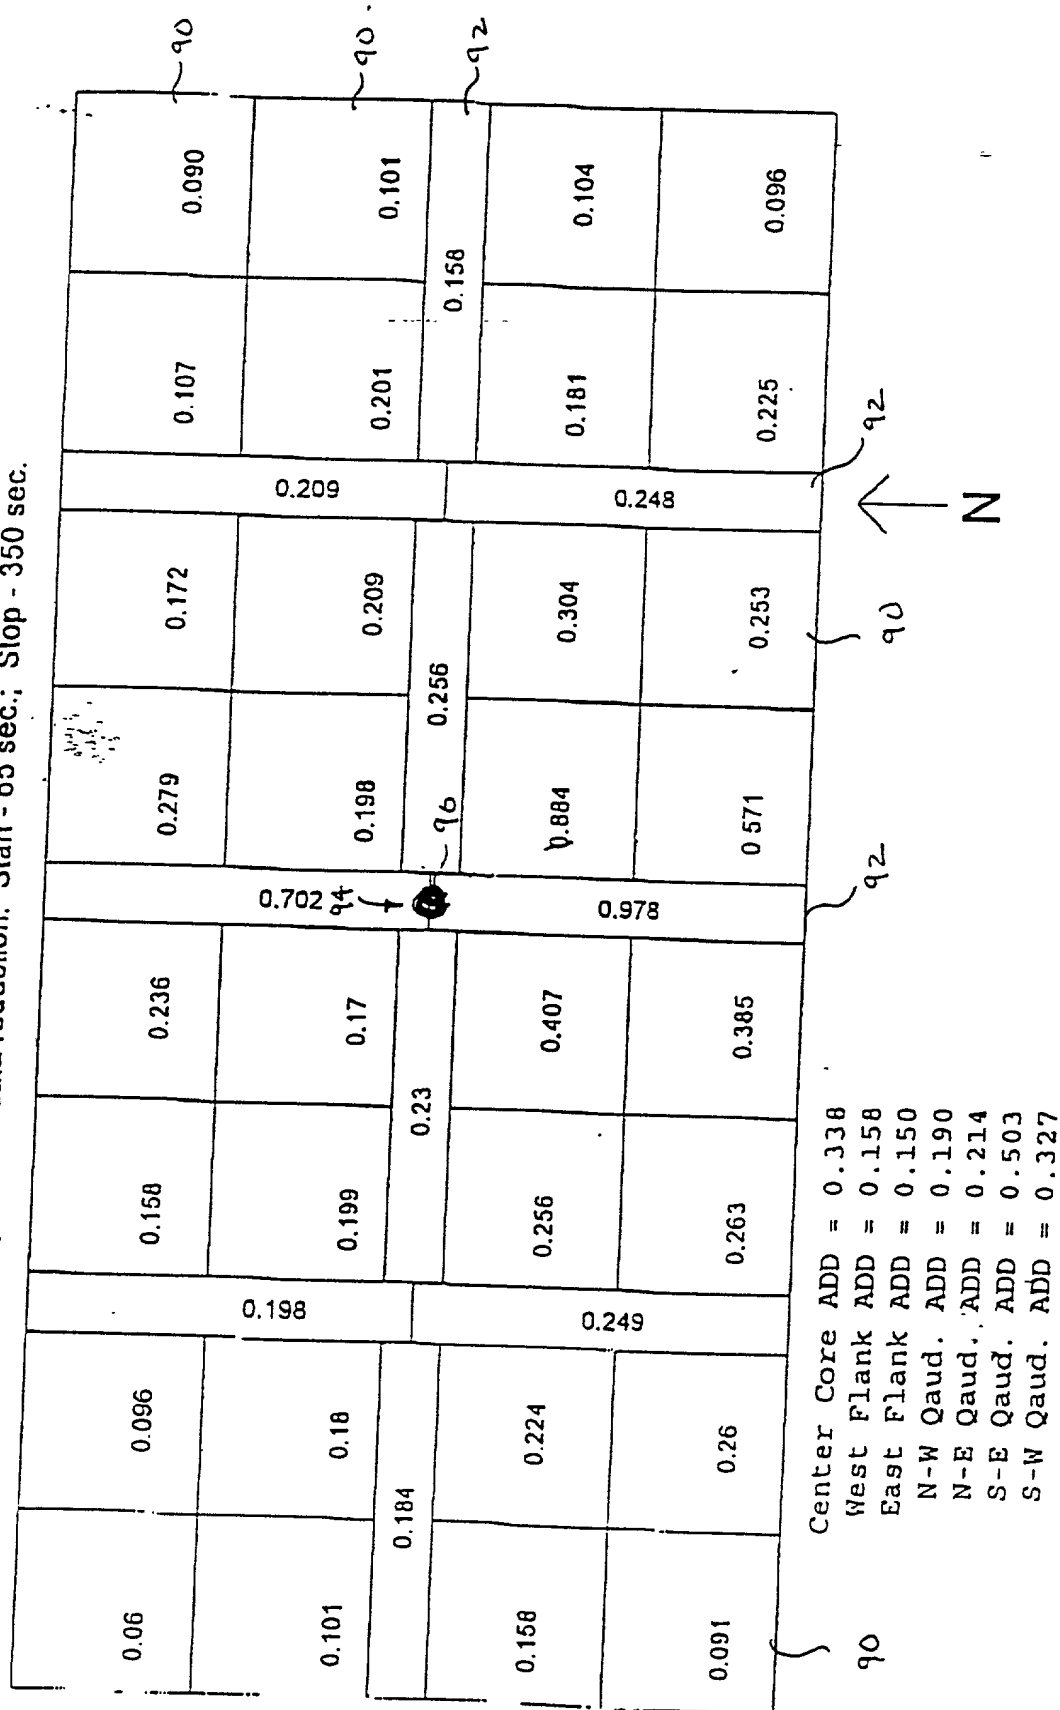 sec.; Stop - 350 sec.
90
0.06 0.096 0.158 0.236 0.279 0.172 0.107 0.090
0.198 0.702 94 0.209
90
0.101 0.18 0.199 0.17 0.198 0.209 0.201 0.101
0.184 0.23 96 0.256 0.158
92
0.158 0.224 0.256 0.407 0.884 0.304 0.181 0.104
0.249 0.978 0.248
0.091 0.26 0.263 0.385 0 571 0.253 0.225 0.096
90 92 90 92
N
Center Core ADD = 0.338
West Flank ADD = 0.158
East Flank ADD = 0.150
N-W Qaud. ADD = 0.190
N-E Qaud. ADD = 0.214
S-E Qaud. ADD = 0.503
S-W Qaud. ADD = 0.327